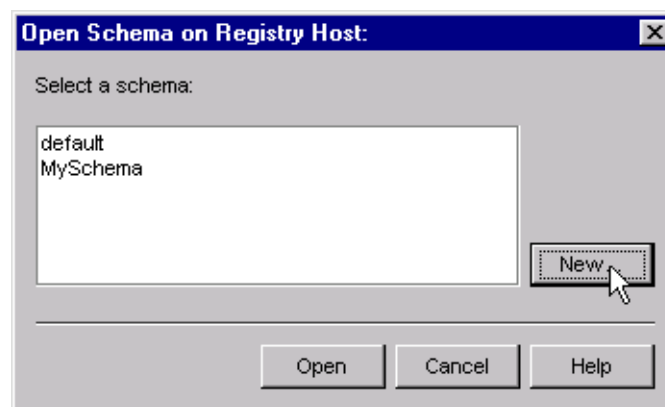 Open Schema on Registry Host:
Select a schema:
default
MySchema
New...
Open Cancel Help